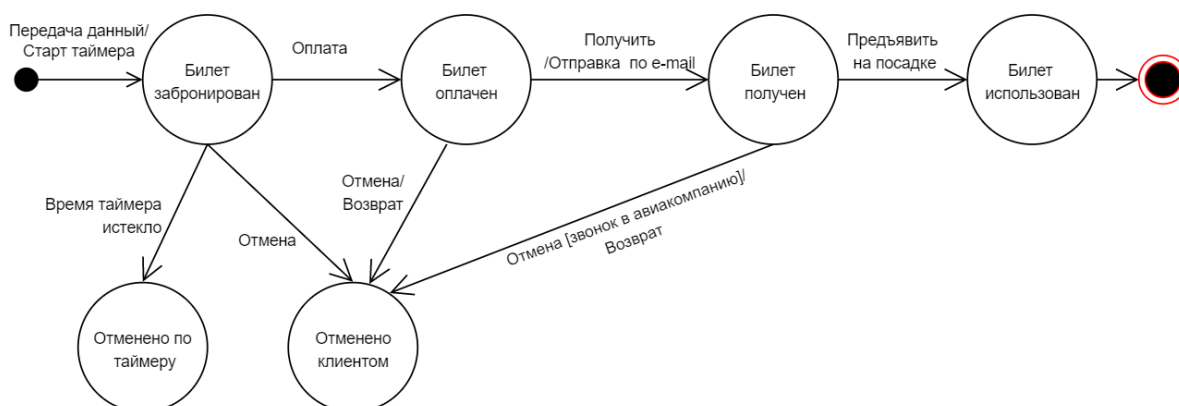 Передача данный/
Старт таймера
Билет
забронирован
Оплата
Билет
оплачен
Получить
/Отправка по e-mail
Билет
получен
Предъявить
на посадке
Билет
использован
Время таймера
истекло
Отмена
Отмена/
Возврат
Отмена [звонок в авиакомпанию]/
Возврат
Отменено по
таймеру
Отменено
клиентом